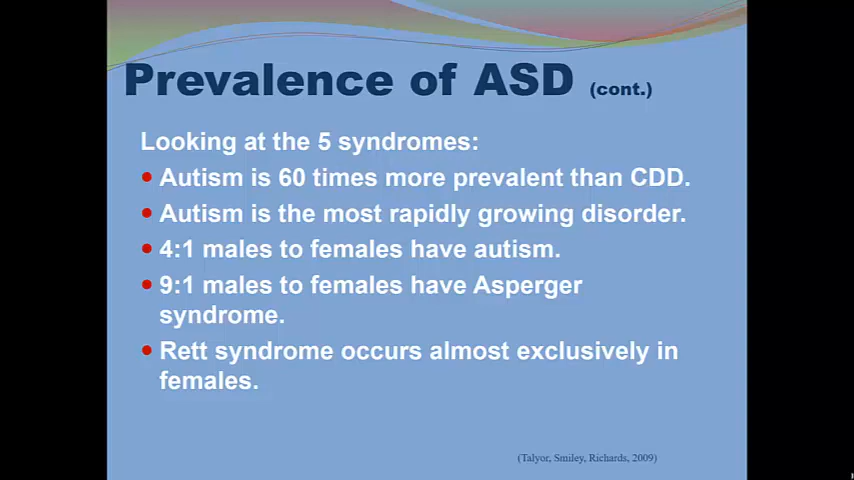 Prevalence of ASD (cont.)
Looking at the 5 syndromes:
• Autism is 60 times more prevalent than CDD.
• Autism is the most rapidly growing disorder.
• 4:1 males to females have autism.
• 9:1 males to females have Asperger
syndrome.
• Rett syndrome occurs almost exclusively in
females.
(Talyor, Smiley, Richards, 2009)